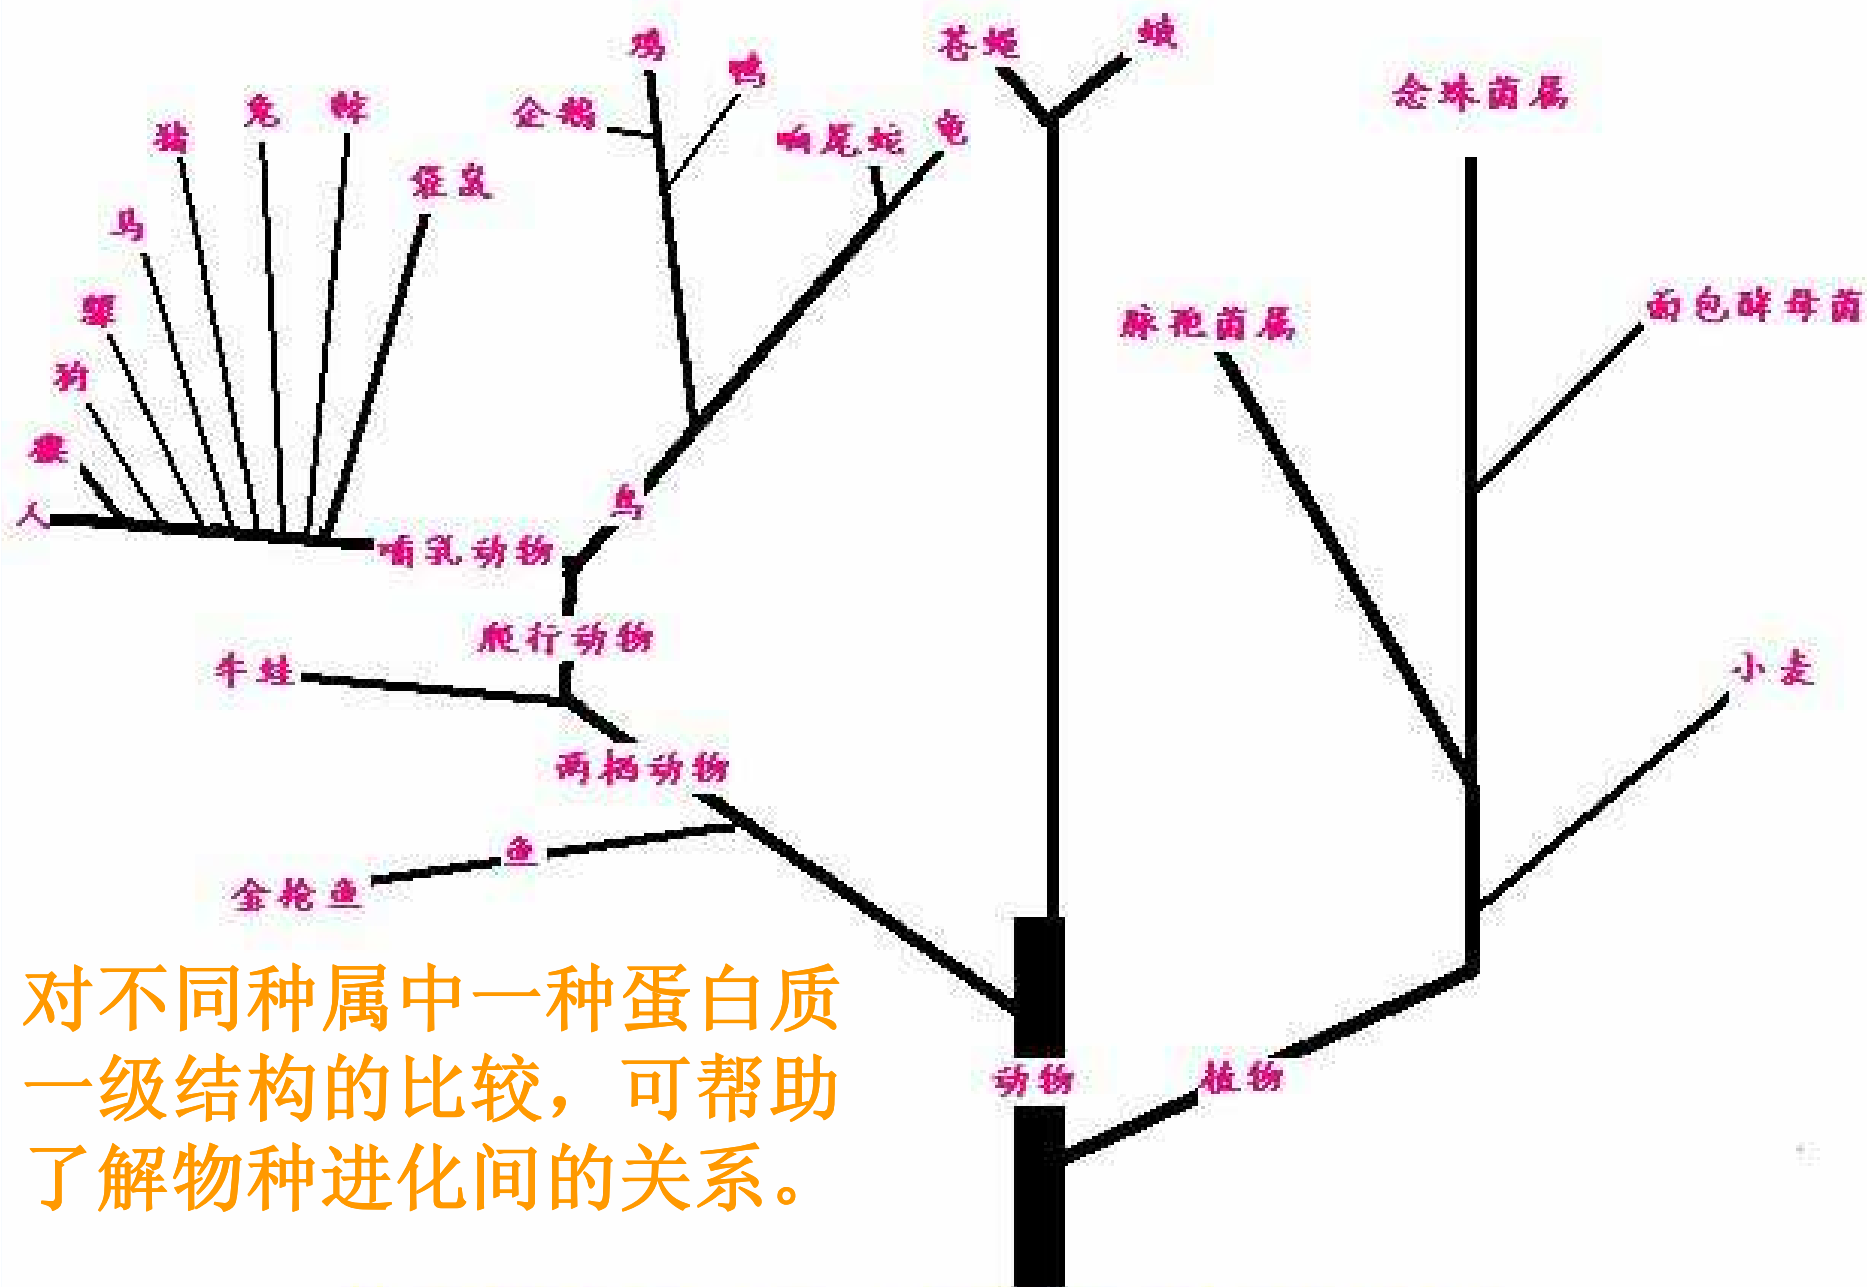 鸡
苍蝇
蛾
鸭
念珠菌属
企鹅
兔
猪
响尾蛇
龟
袋鼠
马
面包酵母菌
脉孢菌属
狗
人
鸟
哺乳动物
爬行动物
牛蛙
小麦
两栖动物
鱼
金枪鱼
动物
植物
对不同种属中一种蛋白质
一级结构的比较，可帮助
了解物种进化间的关系。